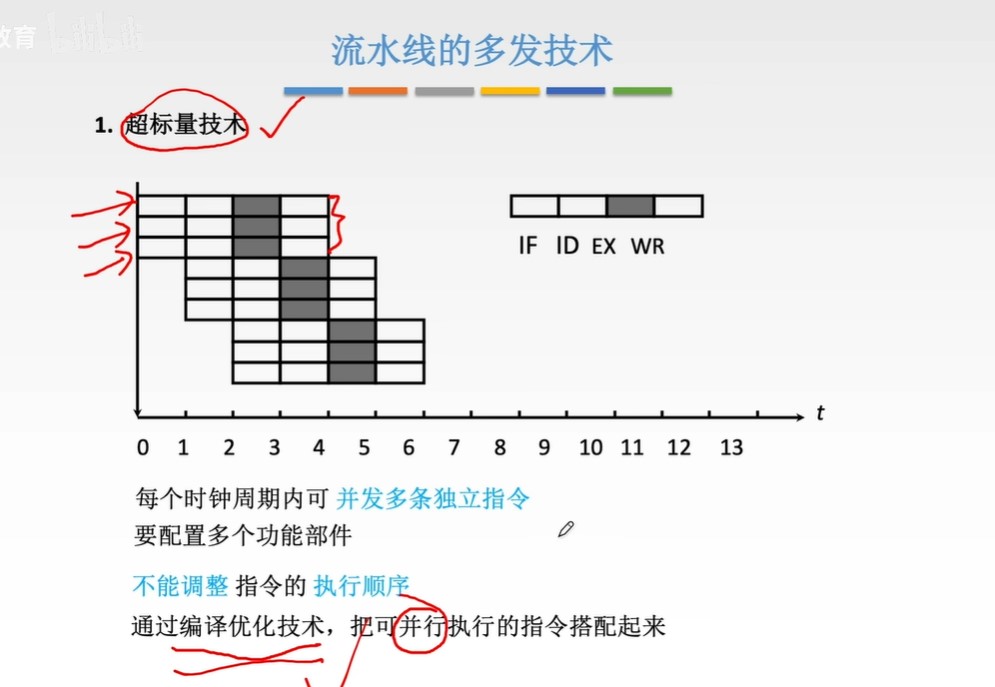 教育
流水线的多发技术
1. 超标量技术
IF ID EX WR
t
0 1 2 3 4 5 6 7 8 9 10 11 12 13
每个时钟周期内可 并发多条独立指令
要配置多个功能部件
不能调整 指令的 执行顺序
通过编译优化技术，把可并行执行的指令搭配起来